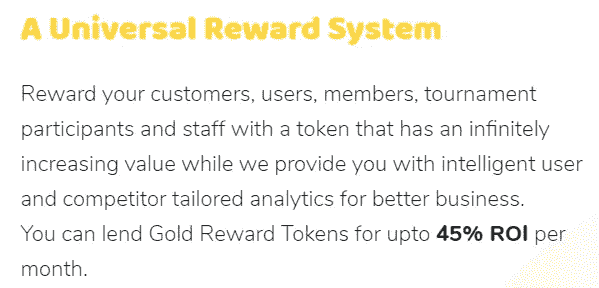 A Universal Reward System
Reward your customers, users, members, tournament
participants and staff with a token that has an infinitely
increasing value while we provide you with intelligent user
and competitor tailored analytics for better business.
You can lend Gold Reward Tokens for upto 45% ROI per
month.